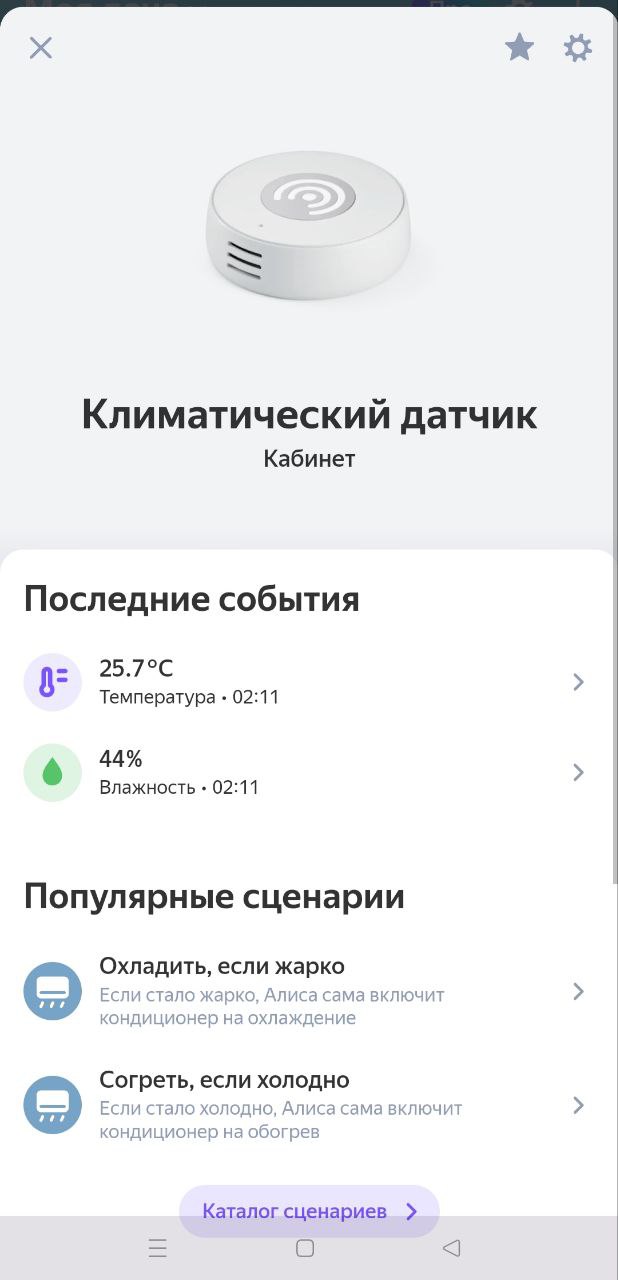 Климатический датчик
Кабинет
Последние события
25.7°C
Температура • 02:11
44%
Влажность • 02:11
Популярные сценарии
Охладить, если жарко
Если стало жарко, Алиса сама включит
кондиционер на охлаждение
Согреть, если холодно
Если стало холодно, Алиса сама включит
кондиционер на обогрев
Каталог сценариев